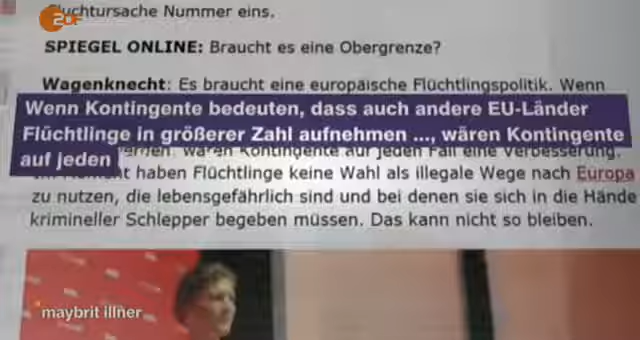 Fluchtursache Nummer eins.
ZDF
SPIEGEL ONLINE: Braucht es eine Obergrenze?
Wagenknecht: Es braucht eine europäische Flüchtlingspolitik. Wenn
Wenn Kontingente bedeuten, dass auch andere EU-Länder
Flüchtlinge in größerer Zahl aufnehmen ..., wären Kontingente
auf jeden
wären Kontingente auf jeden Fall eine Verbesserung.
haben Flüchtlinge keine Wahl als illegale Wege nach Europa
zu nutzen, die lebensgefährlich sind und bei denen sie sich in die Hände
krimineller Schlepper begeben müssen. Das kann nicht so bleiben.
maybrit illner